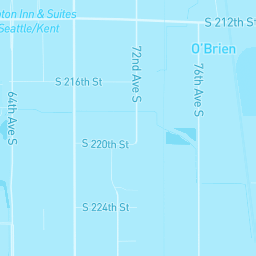 pton Inn & Suites
Seattle/Kent
S 212th St
O'Brien
S 216th St
72nd Ave S
76th Ave S
64th Ave S
S 220th St
S 224th St